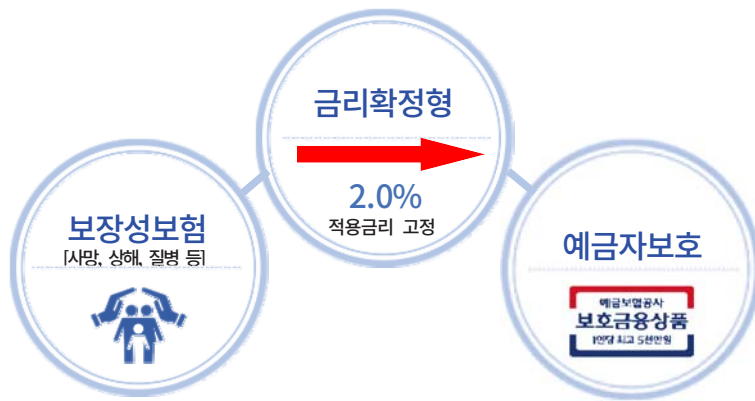 금리확정형
2.0%
적용금리 고정
보장성보험
[사망, 상해, 질병 등]
예금자보호
예금보험공사
보호금융상품
1인당 최고 5천만원